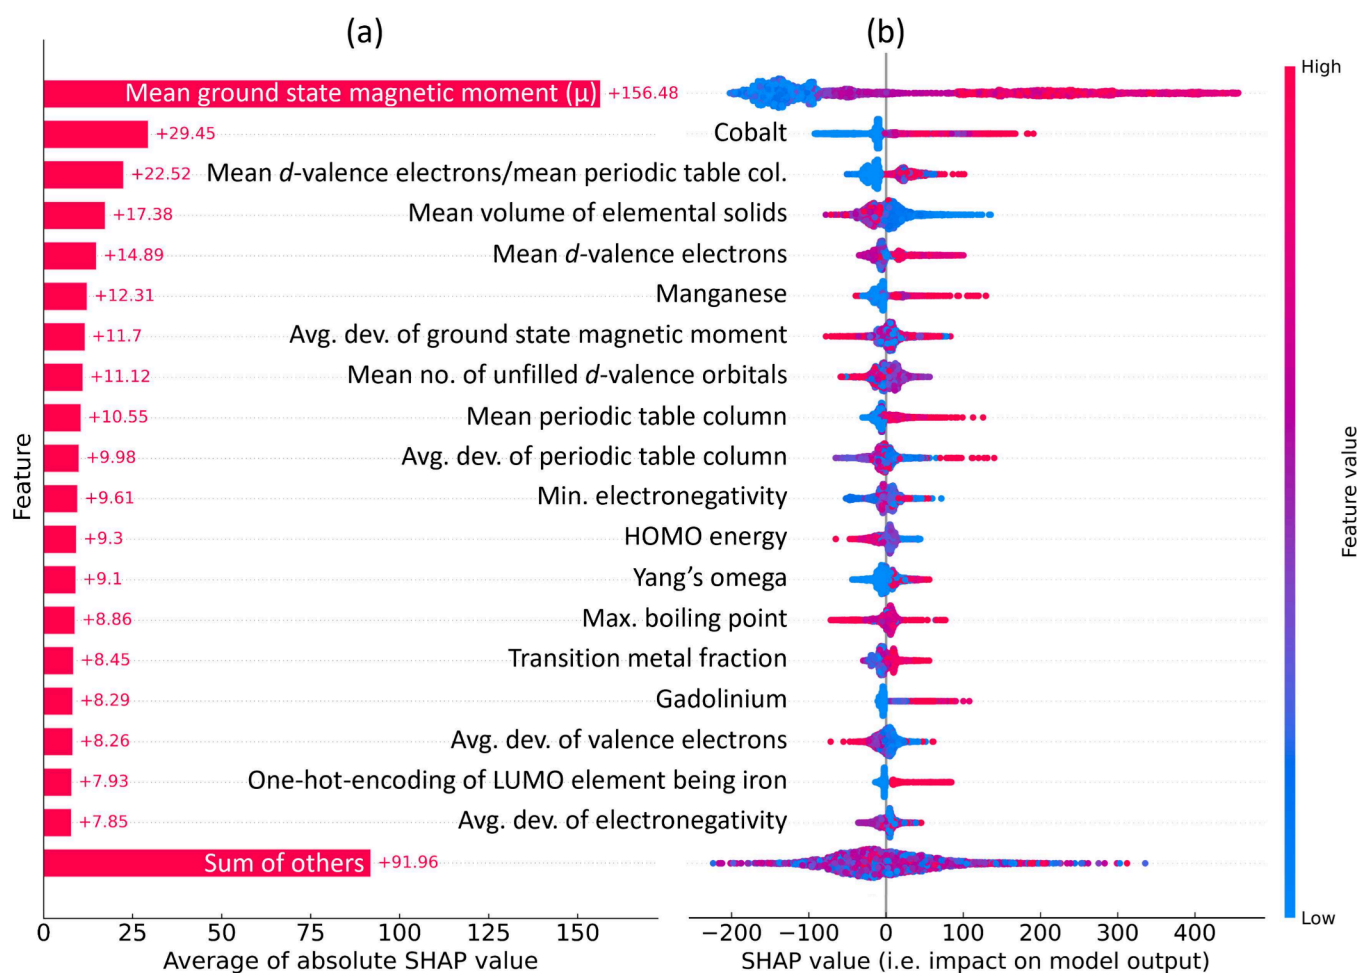 (a)
(b)
Mean ground state magnetic moment (μ) +156.48
+29.45 Cobalt
+22.52 Mean d-valence electrons/mean periodic table col.
+17.38 Mean volume of elemental solids
+14.89 Mean d-valence electrons
+12.31 Manganese
+11.7 Avg. dev. of ground state magnetic moment
+11.12 Mean no. of unfilled d-valence orbitals
+10.55 Mean periodic table column
+9.98 Avg. dev. of periodic table column
+9.61 Min. electronegativity
+9.3 HOMO energy
+9.1 Yang’s omega
+8.86 Max. boiling point
+8.45 Transition metal fraction
+8.29 Gadolinium
+8.26 Avg. dev. of valence electrons
+7.93 One-hot-encoding of LUMO element being iron
+7.85 Avg. dev. of electronegativity
Sum of others +91.96
Feature
0 25 50 75 100 125 150
Average of absolute SHAP value
−200 −100 0 100 200 300 400
SHAP value (i.e. impact on model output)
High
Feature value
Low